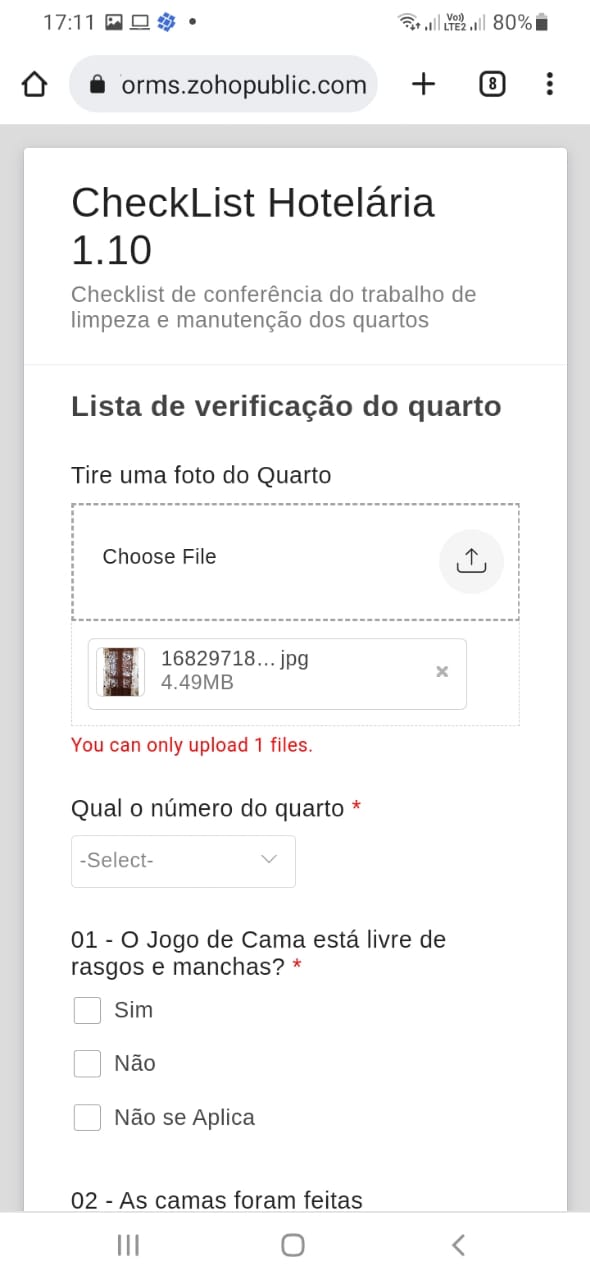 17:11
Vo))
LTE2
80%
orms.zohopublic.com
8
CheckList Hotelária
1.10
Checklist de conferência do trabalho de
limpeza e manutenção dos quartos
Lista de verificação do quarto
Tire uma foto do Quarto
Choose File
16829718... jpg
4.49MB
You can only upload 1 files.
Qual o número do quarto *
-Select-
01 - O Jogo de Cama está livre de
rasgos e manchas? *
Sim
Não
Não se Aplica
02 - As camas foram feitas